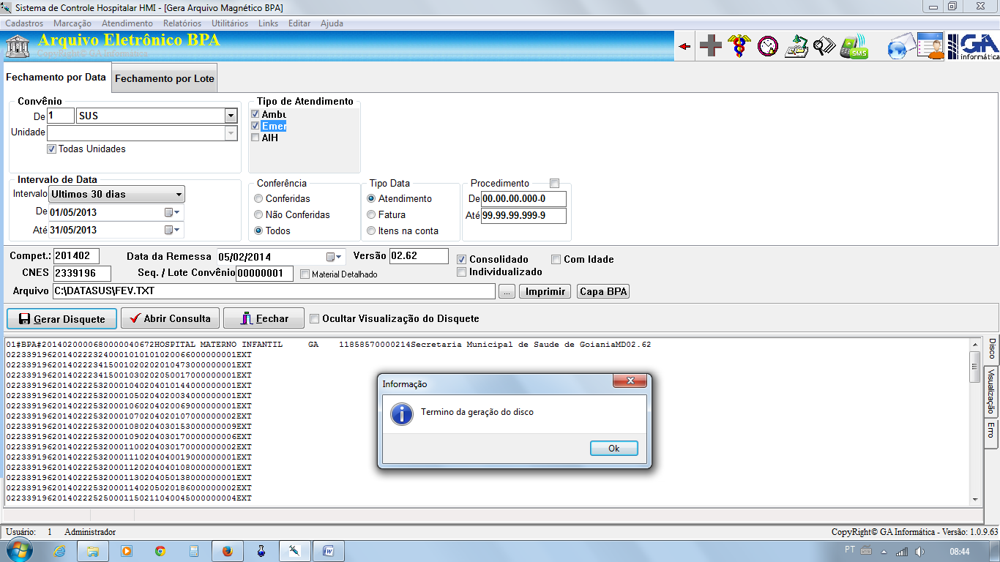 Sistema de Controle Hospitalar HMI - [Gera Arquivo Magnético BPA]
Cadastros Marcação Atendimento Relatórios Utilitários Links Editar Ajuda
Arquivo Eletrônico BPA
CopyRight© GA Informática
SMS
GA
informática
Fechamento por Data Fechamento por Lote
Convênio
De 1 SUS
Unidade
Todas Unidades
Tipo de Atendimento
Ambu
Emer
AIH
Intervalo de Data
Intervalo Ultimos 30 dias
De 01/05/2013
Até 31/05/2013
Conferência
Conferidas
Não Conferidas
Todos
Tipo Data
Atendimento
Fatura
Itens na conta
Procedimento
De 00.00.00.000-0
Até 99.99.99.999-9
Compet.: 201402 Data da Remessa 05/02/2014 Versão 02.62 Consolidado Com Idade
CNES 2339196 Seq. / Lote Convênio 00000001 Material Detalhado Individualizado
Arquivo C:\DATASUS\FEV.TXT ... Imprimir Capa BPA
Gerar Disquete Abrir Consulta Fechar Ocultar Visualização do Disquete
01#BPA#2014020000680000040672HOSPITAL MATERNO INFANTIL GA 11858570000214Secretaria Municipal de Saude de GoianiaMD02.62
022339196201402223240001010101020066000000001EXT
022339196201402223415001020202010473000000001EXT
022339196201402223415001030202050017000000001EXT
022339196201402225320001040204010144000000001EXT
022339196201402225320001050204020034000000001EXT
022339196201402225320001060204020069000000001EXT
022339196201402225320001070204020107000000002EXT
022339196201402225320001080204030153000000009EXT
022339196201402225320001090204030170000000006EXT
022339196201402225320001100204030170000000002EXT
022339196201402225320001110204040019000000001EXT
022339196201402225320001120204040108000000001EXT
022339196201402225320001130204050138000000001EXT
022339196201402225320001140205020186000000002EXT
022339196201402225250001150211040045000000004EXT
Disco
Visualização
Erro
Informação
Termino da geração do disco
Ok
Usuário: 1 Administrador
CopyRight© GA Informática - Versão: 1.0.9.63
PT 08:44